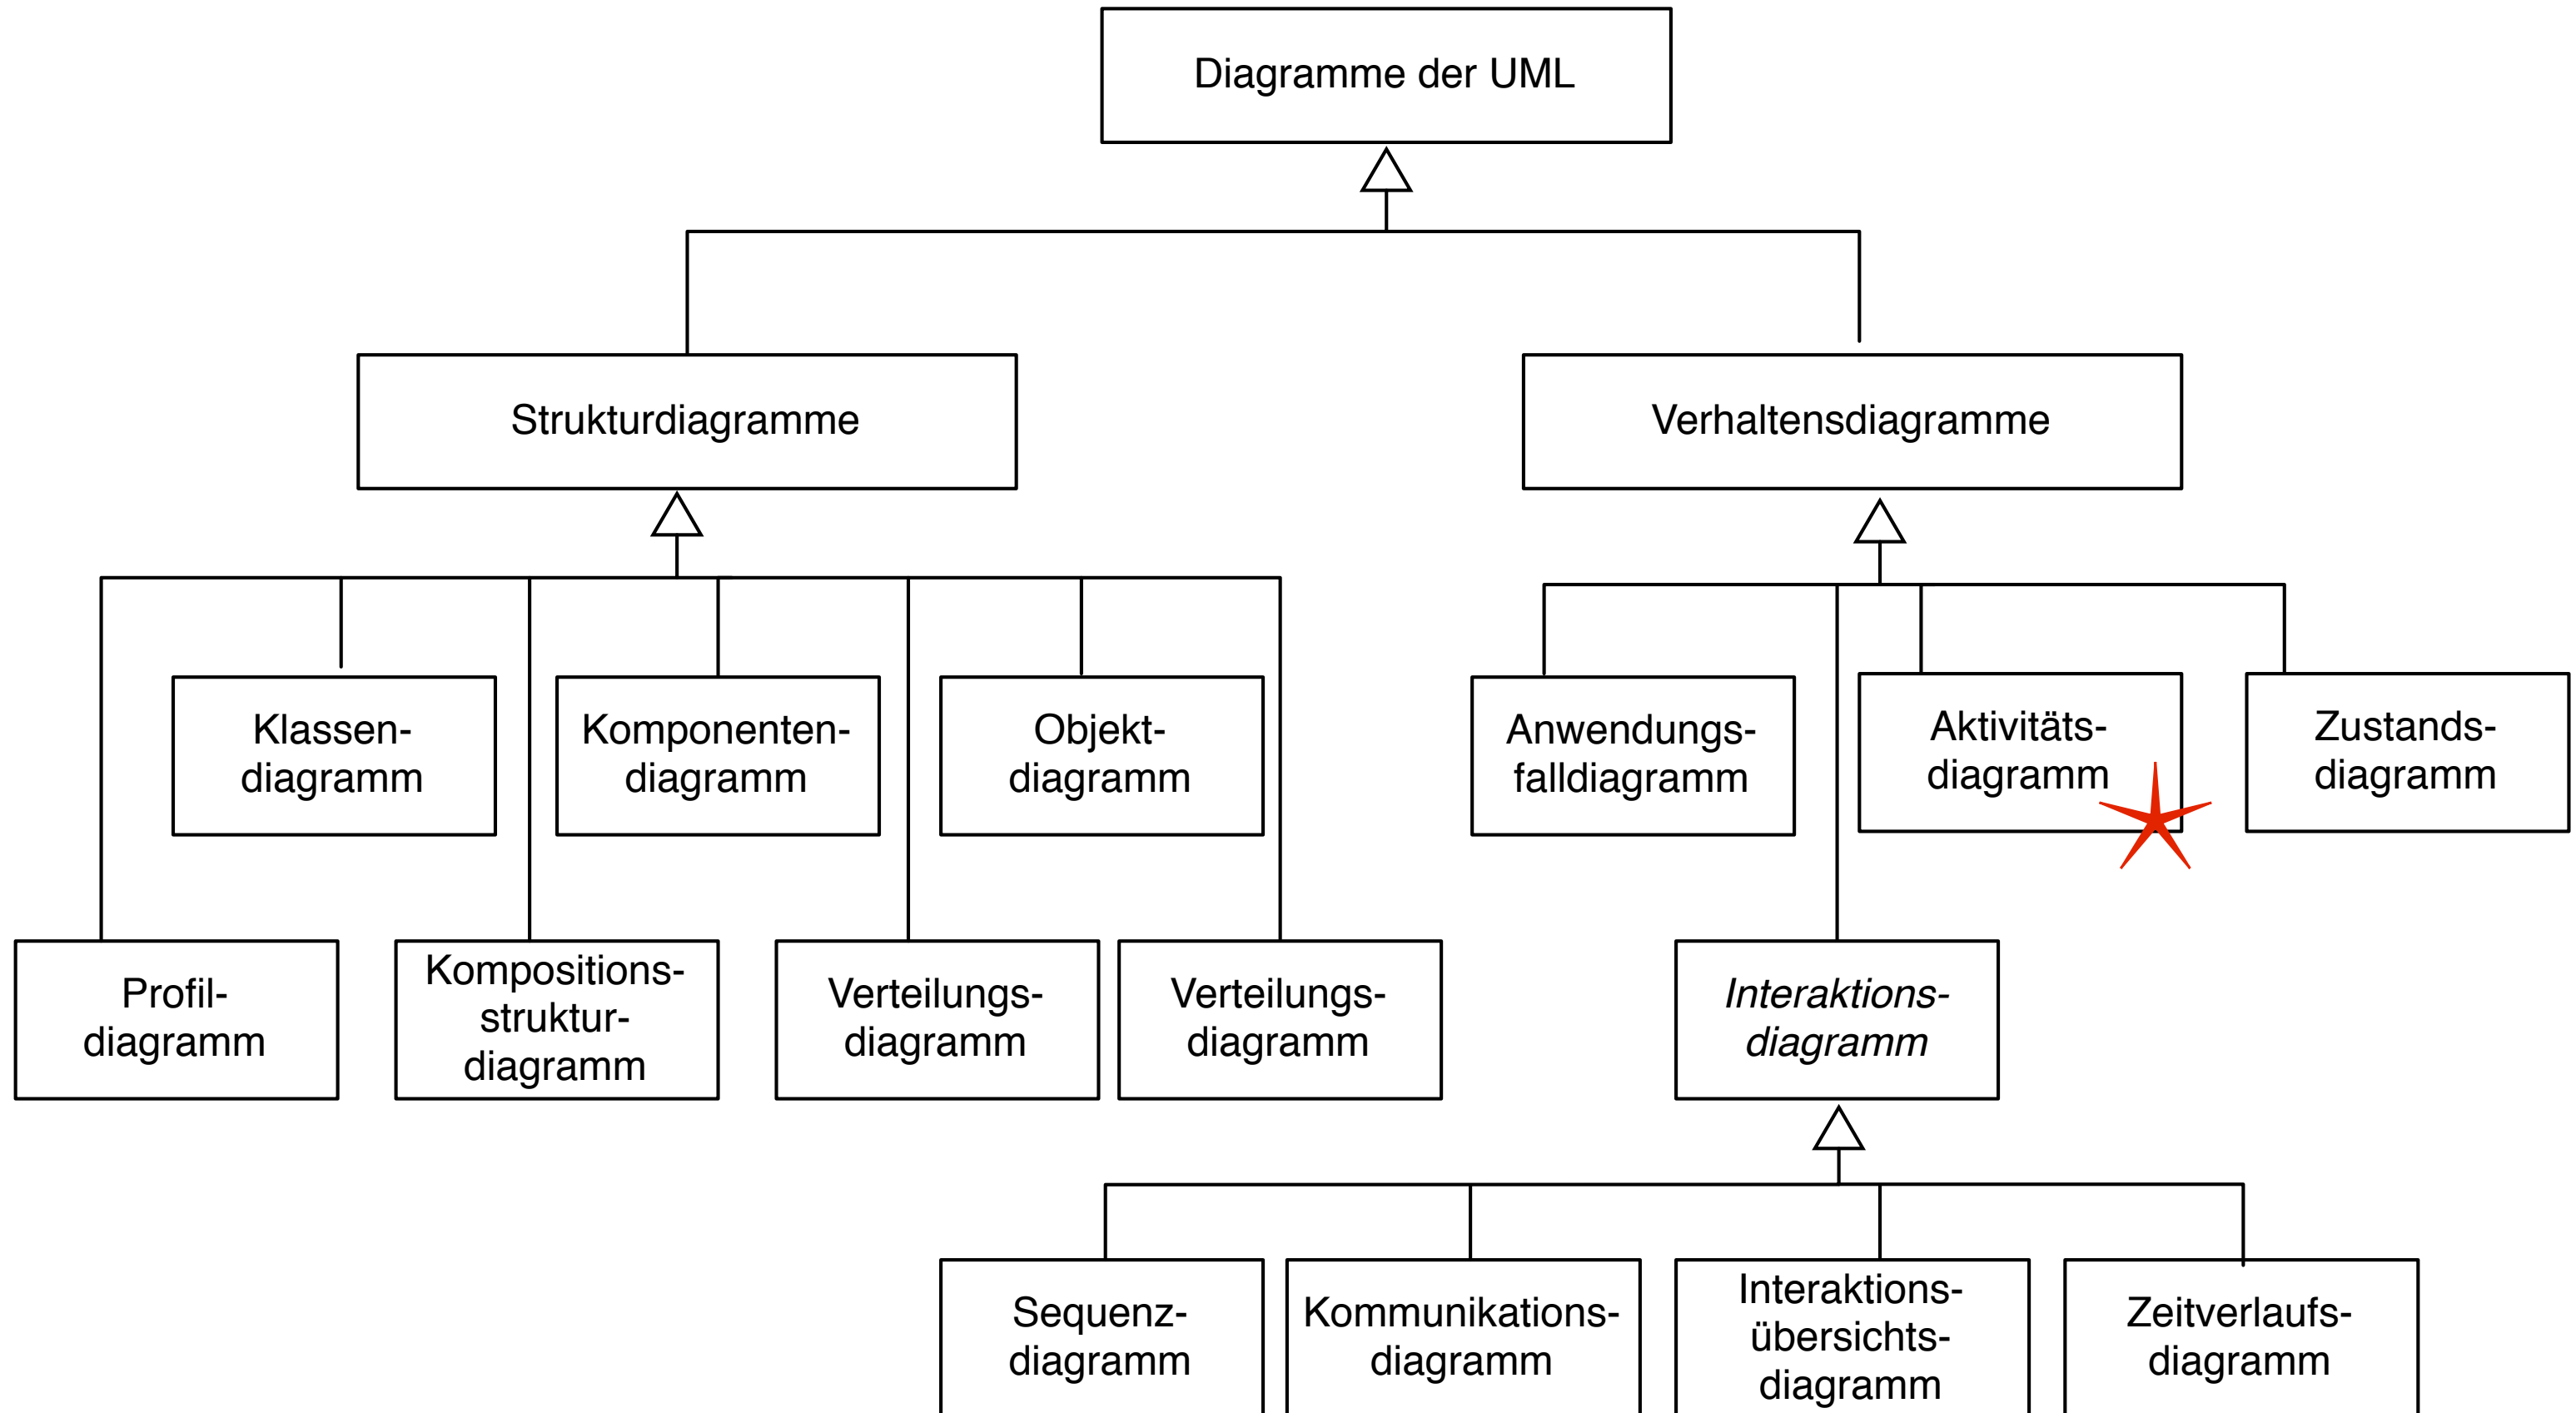 Diagramme der UML
Strukturdiagramme
Verhaltensdiagramme
Klassen-
diagramm
Komponenten-
diagramm
Objekt-
diagramm
Anwendungs-
falldiagramm
Aktivitäts-
diagramm
Zustands-
diagramm
Profil-
diagramm
Kompositions-
struktur-
diagramm
Verteilungs-
diagramm
Verteilungs-
diagramm
Interaktions-
diagramm
Sequenz-
diagramm
Kommunikations-
diagramm
Interaktions-
übersichts-
diagramm
Zeitverlaufs-
diagramm